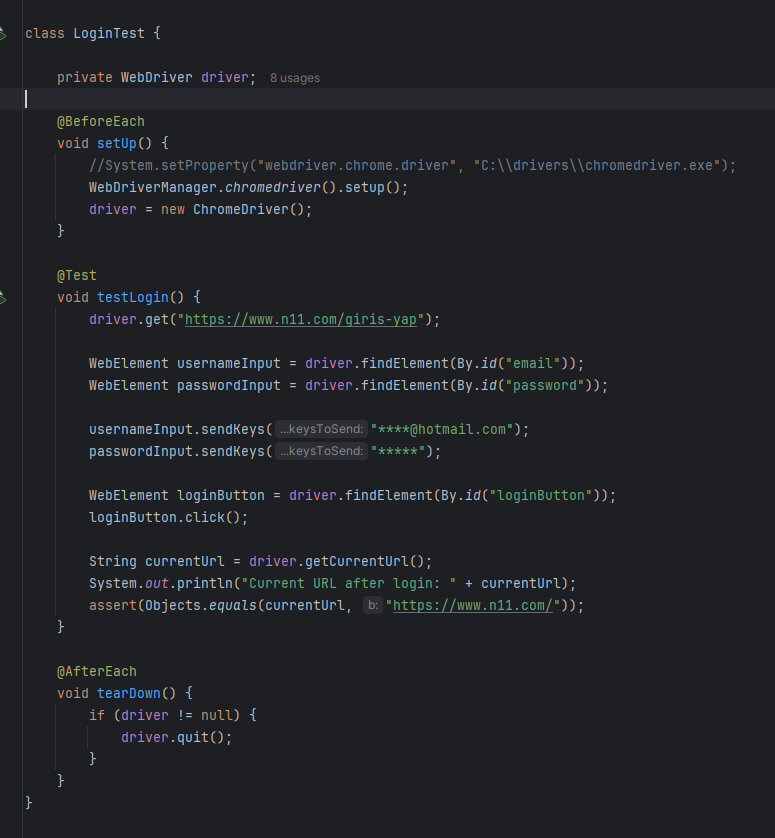 class LoginTest {
    private WebDriver driver;  8 usages
    @BeforeEach
    void setUp() {
        //System.setProperty("webdriver.chrome.driver", "C:\\drivers\\chromedriver.exe");
        WebDriverManager.chromedriver().setup();
        driver = new ChromeDriver();
    }
    @Test
    void testLogin() {
        driver.get("https://www.n11.com/giris-yap");
        WebElement usernameInput = driver.findElement(By.id("email"));
        WebElement passwordInput = driver.findElement(By.id("password"));
        usernameInput.sendKeys( ...keysToSend: "****@hotmail.com");
        passwordInput.sendKeys( ...keysToSend: "*****");
        WebElement loginButton = driver.findElement(By.id("loginButton"));
        loginButton.click();
        String currentUrl = driver.getCurrentUrl();
        System.out.println("Current URL after login: " + currentUrl);
        assert(Objects.equals(currentUrl, b: "https://www.n11.com/"));
    }
    @AfterEach
    void tearDown() {
        if (driver != null) {
            driver.quit();
        }
    }
}